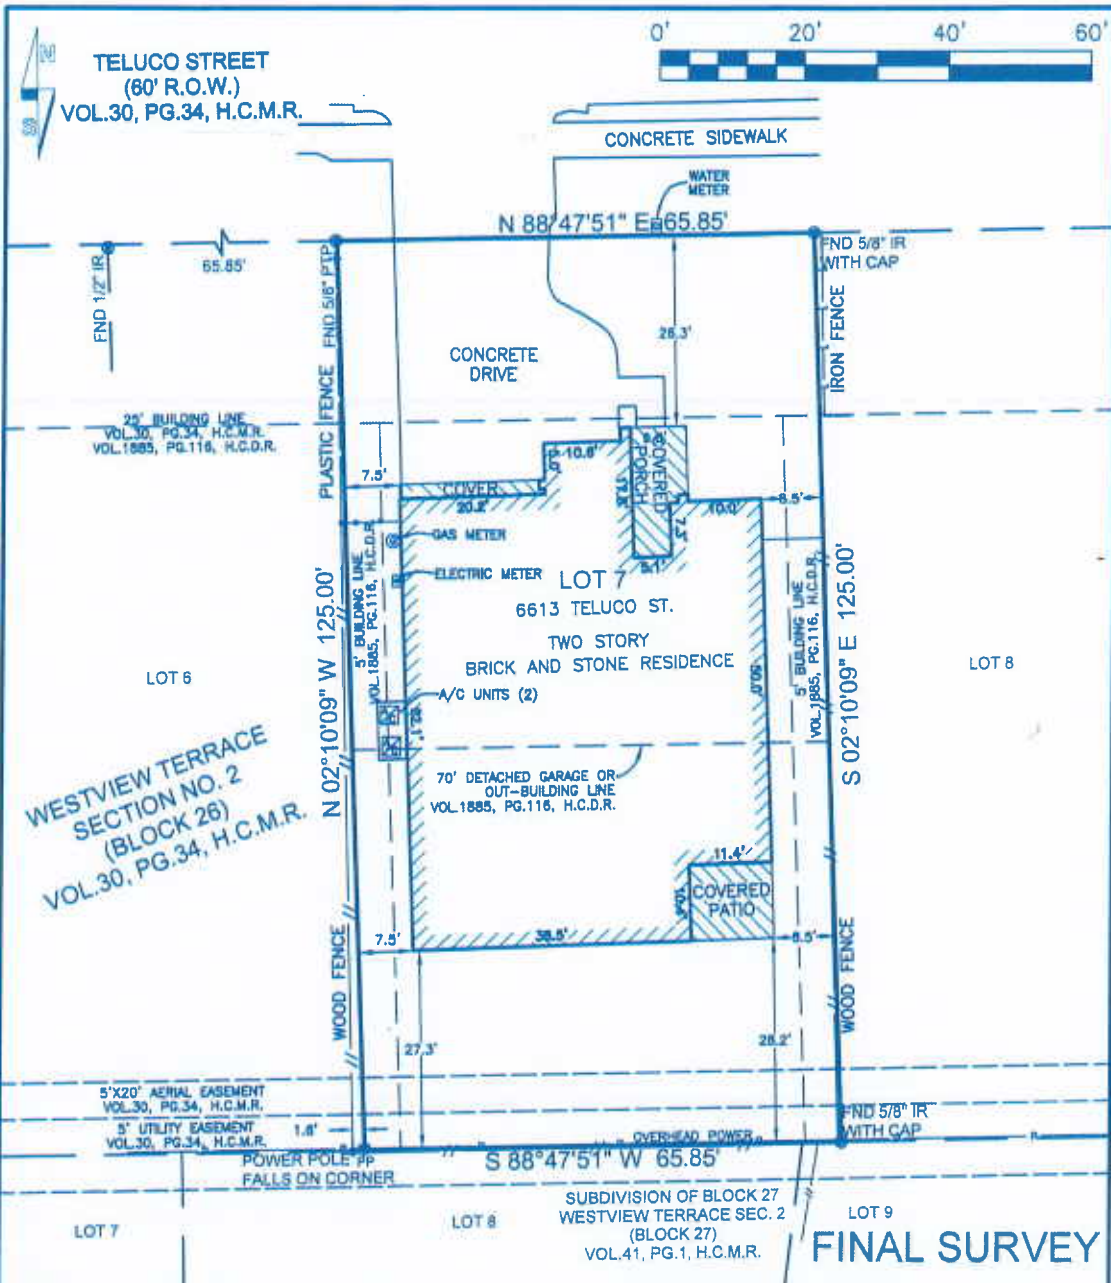 0' 20' 40' 60'
N
S
TELUCO STREET
(60' R.O.W.)
VOL.30, PG.34, H.C.M.R.
CONCRETE SIDEWALK
WATER
METER
N 88°47'51" E 65.85'
65.85'
FND 1/2" IR
FND 5/8" PTP
FND 5/8" IR
WITH CAP
IRON FENCE
26.3'
CONCRETE
DRIVE
PLASTIC FENCE
25' BUILDING LINE
VOL.30, PG.34, H.C.M.R.
VOL.1885, PG.116, H.C.D.R.
7.5'
COVER
20.2'
10.8'
COVERED
PORCH
7.2'
5.1'
10.0'
8.5'
GAS METER
ELECTRIC METER
5' BUILDING LINE
VOL.1885, PG.116, H.C.D.R.
LOT 7
6613 TELUCO ST.
TWO STORY
BRICK AND STONE RESIDENCE
50.0'
5' BUILDING LINE
VOL.1885, PG.116, H.C.D.R.
N 02°10'09" W 125.00'
S 02°10'09" E 125.00'
LOT 6
LOT 8
A/C UNITS (2)
WESTVIEW TERRACE
SECTION NO. 2
(BLOCK 26)
VOL.30, PG.34, H.C.M.R.
70' DETACHED GARAGE OR
OUT-BUILDING LINE
VOL.1885, PG.116, H.C.D.R.
11.4'
COVERED
PATIO
7.5'
38.5'
WOOD FENCE
WOOD FENCE
27.3'
28.2'
5'X20' AERIAL EASEMENT
VOL.30, PG.34, H.C.M.R.
5' UTILITY EASEMENT
VOL.30, PG.34, H.C.M.R.
1.6'
FND 5/8" IR
WITH CAP
OVERHEAD POWER
POWER POLE PP
FALLS ON CORNER
S 88°47'51" W 65.85'
SUBDIVISION OF BLOCK 27
WESTVIEW TERRACE SEC. 2
(BLOCK 27)
VOL.41, PG.1, H.C.M.R.
LOT 7
LOT 8
LOT 9
FINAL SURVEY